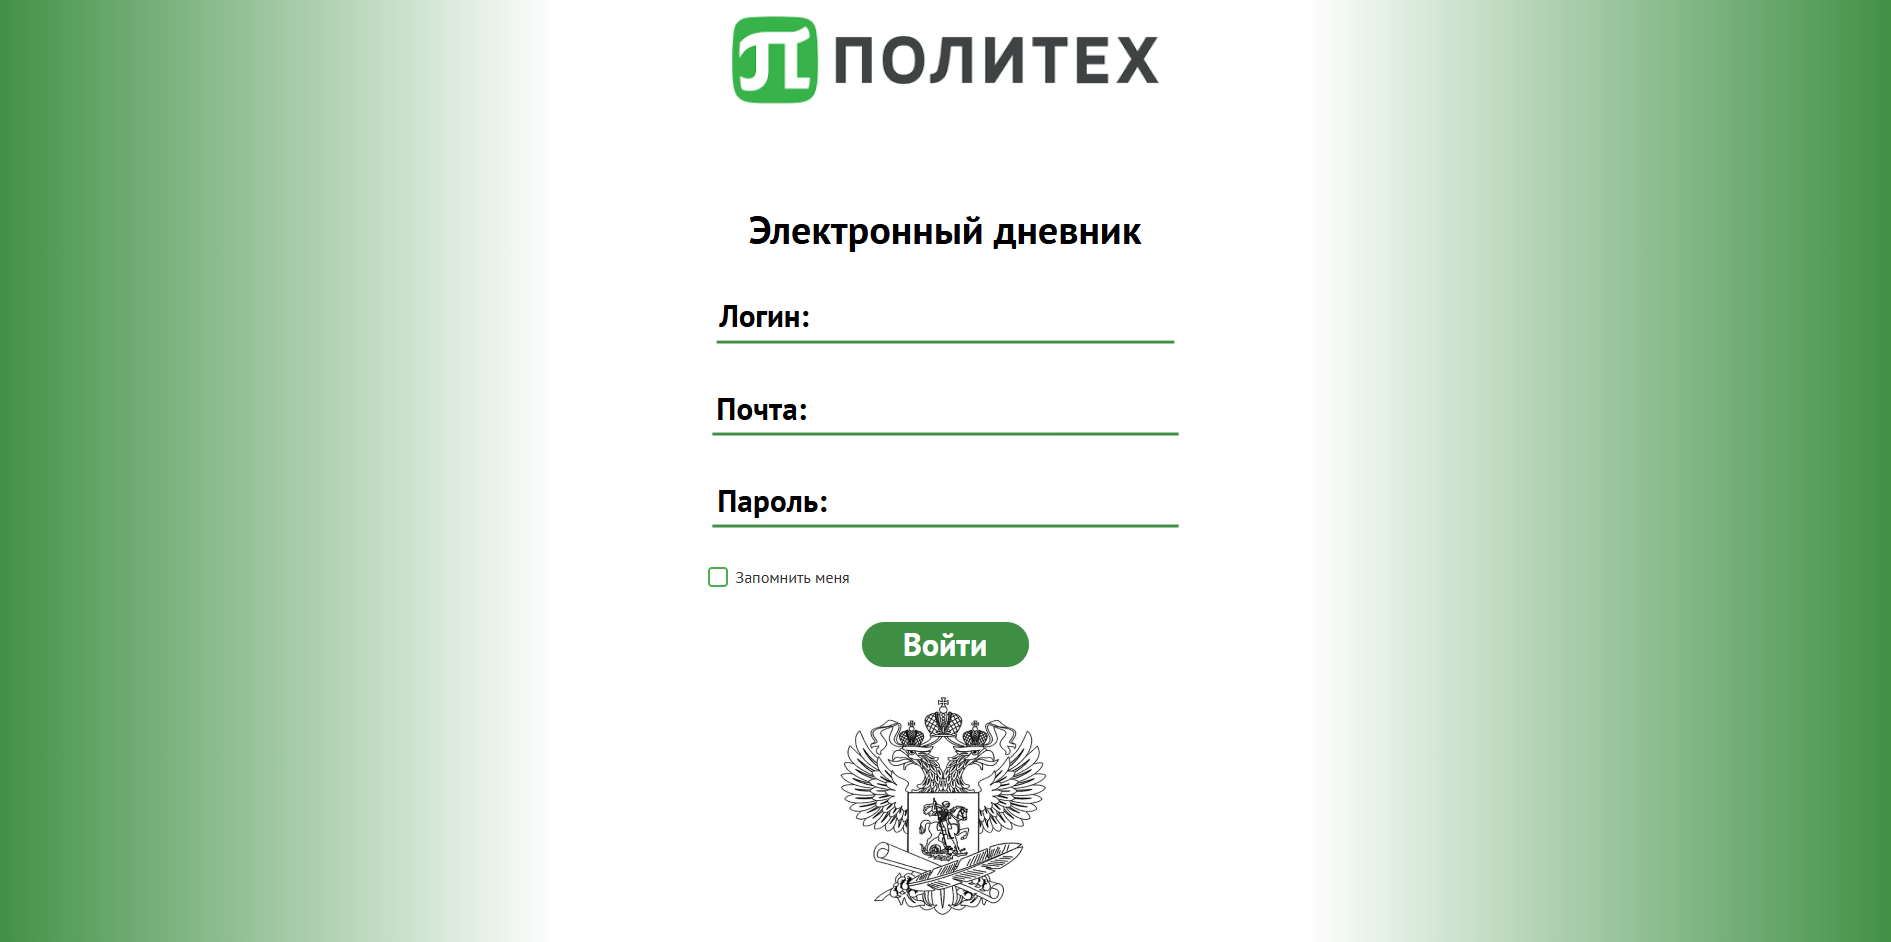 ПОЛИТЕХ
Электронный дневник
Логин:
Почта:
Пароль:
Запомнить меня
Войти